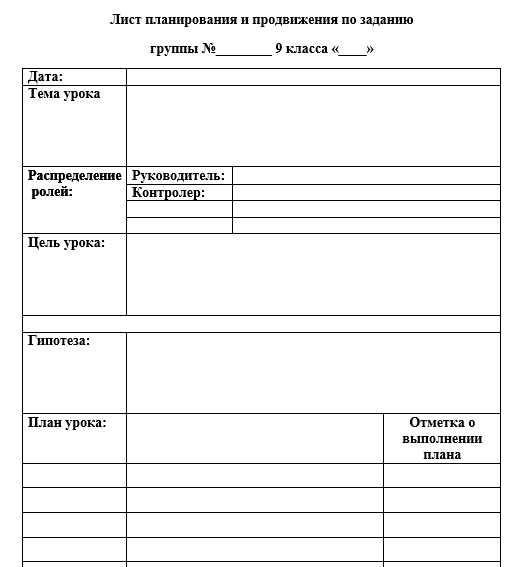 Лист планирования и продвижения по заданию
группы №________ 9 класса «____»
Дата:
Тема урока
Распределение
ролей:
Руководитель:
Контролер:
Цель урока:
Гипотеза:
План урока:
Отметка о
выполнении
плана